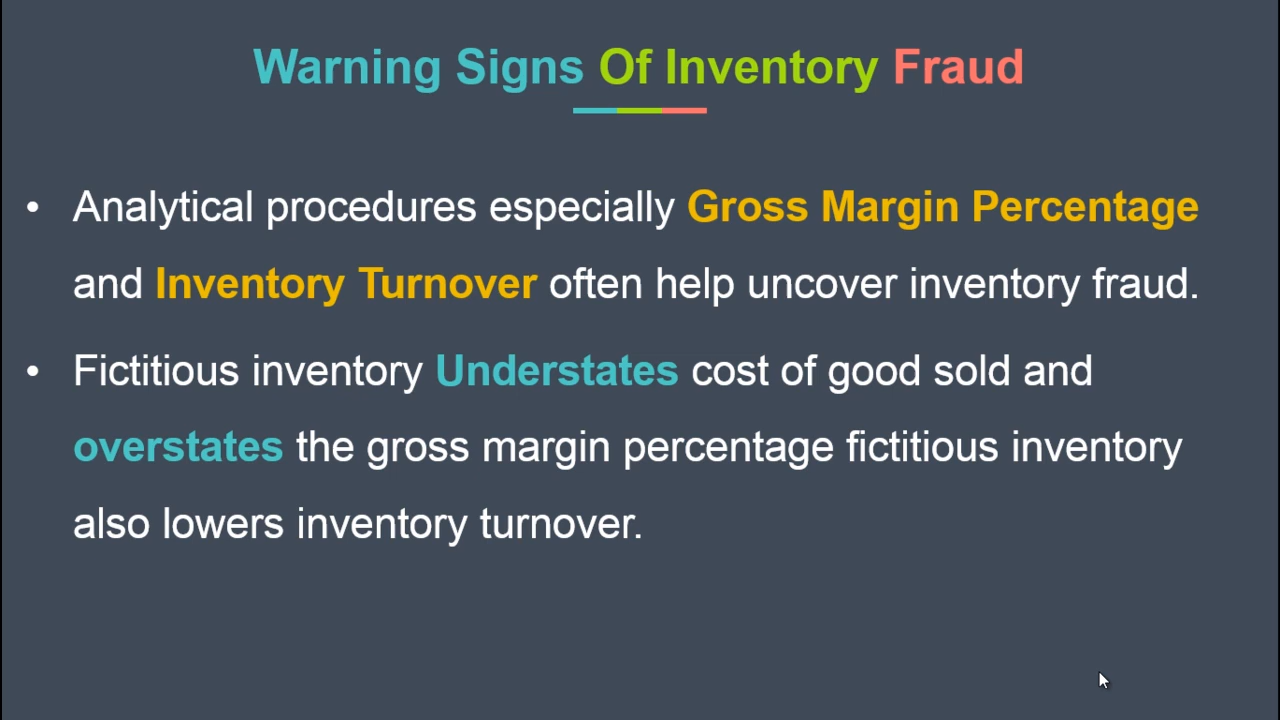 Warning Signs Of Inventory Fraud
• Analytical procedures especially Gross Margin Percentage
and Inventory Turnover often help uncover inventory fraud.
• Fictitious inventory Understates cost of good sold and
overstates the gross margin percentage fictitious inventory
also lowers inventory turnover.